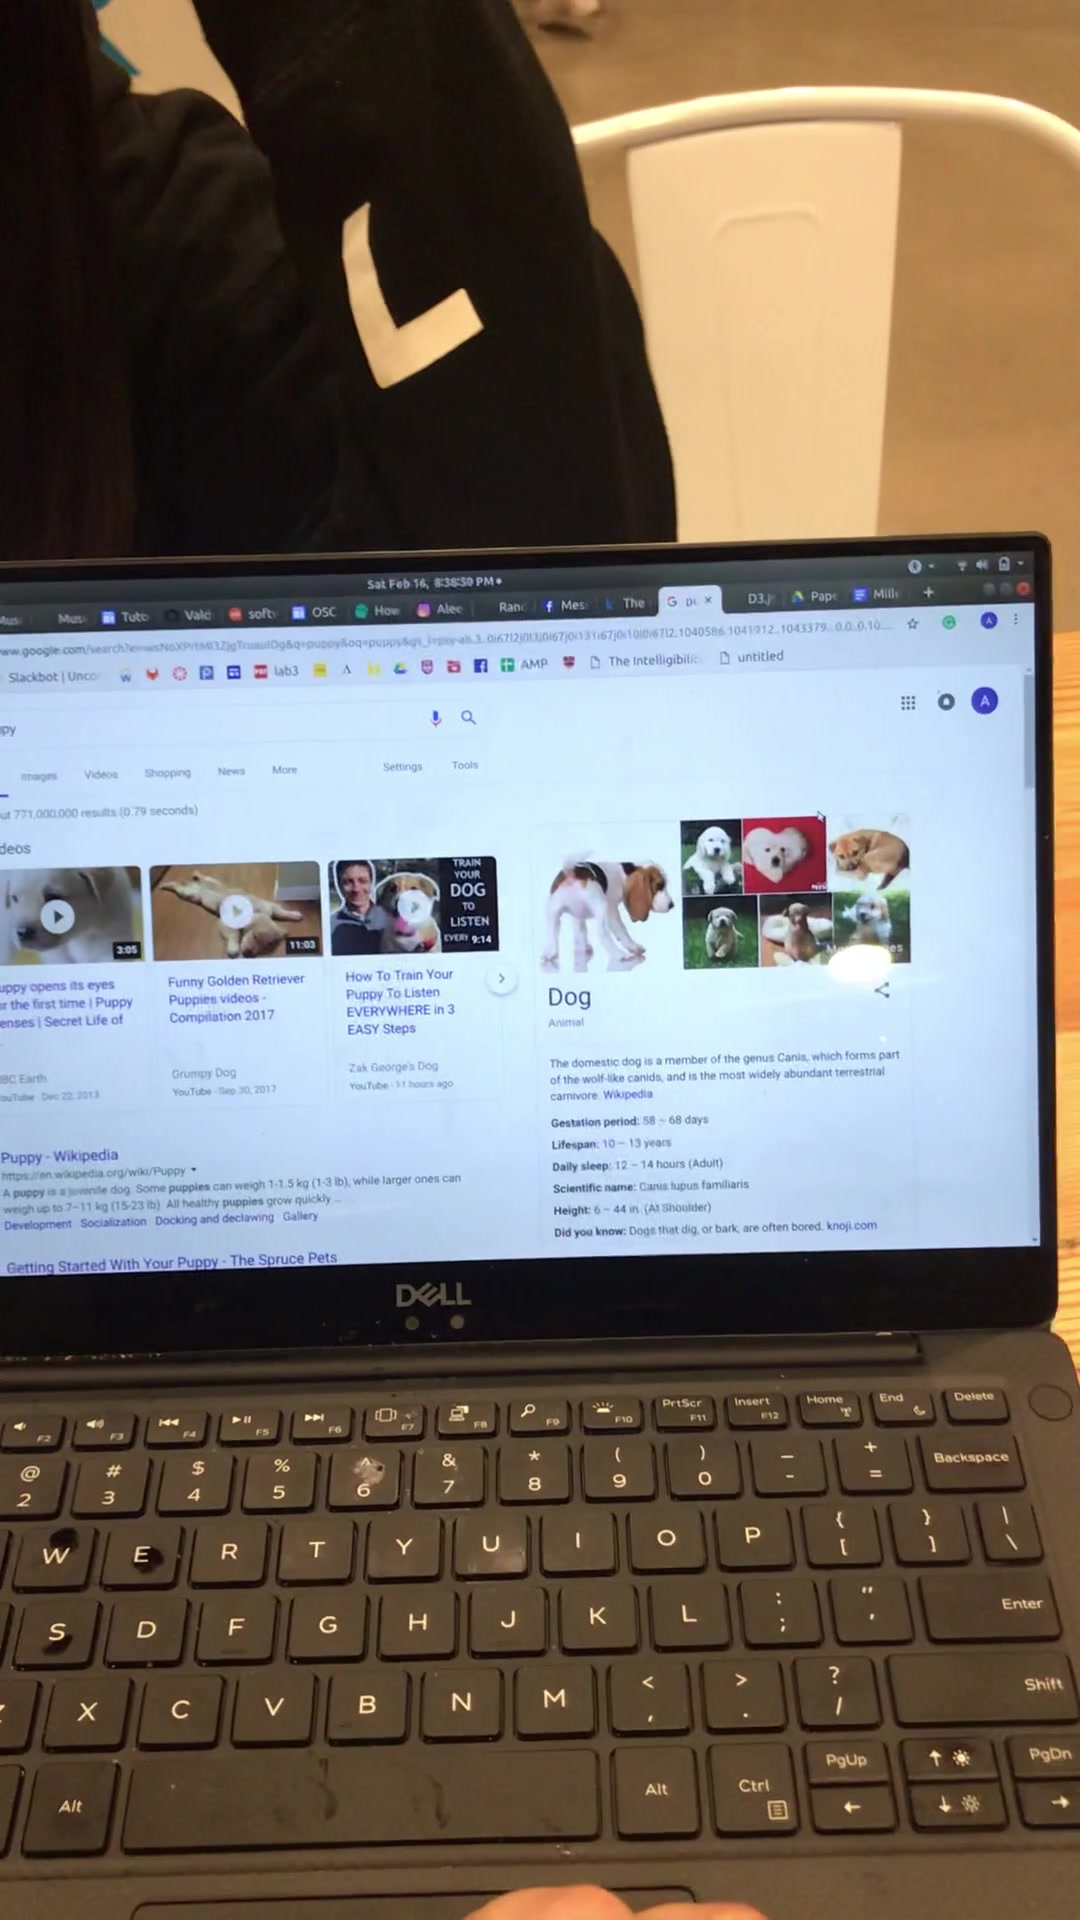 L
Sat Feb 16, 8:38:50 PM
Mus
Mus
Tuto
Vale
soft
OSC
How
Alec
Ranc
Mes
The
D3.j
Pape
Mille
Slackbot | Unco
lab3
AMP
The Intelligibilic
untitled
A
Images Videos Shopping News More Settings Tools
ut 771,000,000 results (0.79 seconds)
deos
3:05
11:03
TRAIN
YOUR
DOG
TO
LISTEN
EVERY 9:14
uppy opens its eyes
or the first time | Puppy
enses | Secret Life of
BC Earth
ouTube · Dec 23, 2013
Funny Golden Retriever
Puppies videos -
Compilation 2017
Grumpy Dog
YouTube · Sep 30, 2017
How To Train Your
Puppy To Listen
EVERYWHERE in 3
EASY Steps
Zak George's Dog
YouTube · 11 hours ago
Puppy - Wikipedia
https://en.wikipedia.org/wiki/Puppy
A puppy is a juvenile dog. Some puppies can weigh 1-1.5 kg (1-3 lb), while larger ones can
weigh up to 7–11 kg (15-23 lb). All healthy puppies grow quickly ...
Development Socialization Docking and declawing Gallery
Getting Started With Your Puppy - The Spruce Pets
Dog
Animal
The domestic dog is a member of the genus Canis, which forms part
of the wolf-like canids, and is the most widely abundant terrestrial
carnivore. Wikipedia
Gestation period: 58 – 68 days
Lifespan: 10 – 13 years
Daily sleep: 12 – 14 hours (Adult)
Scientific name: Canis lupus familiaris
Height: 6 – 44 in. (At Shoulder)
Did you know: Dogs that dig, or bark, are often bored. knoji.com
DELL
F2 F3 F4 F5 F6 F7 F8 F9 F10 PrtScr F11 Insert F12 Home End Delete
@ # $ % ^ & * ( ) _ +
2 3 4 5 6 7 8 9 0 - = Backspace
W E R T Y U I O P { [ } ] | \
S D F G H J K L : ; " ' Enter
X C V B N M < , > . ? / Shift
Alt Alt Ctrl PgUp ← ↑ ↓ PgDn →